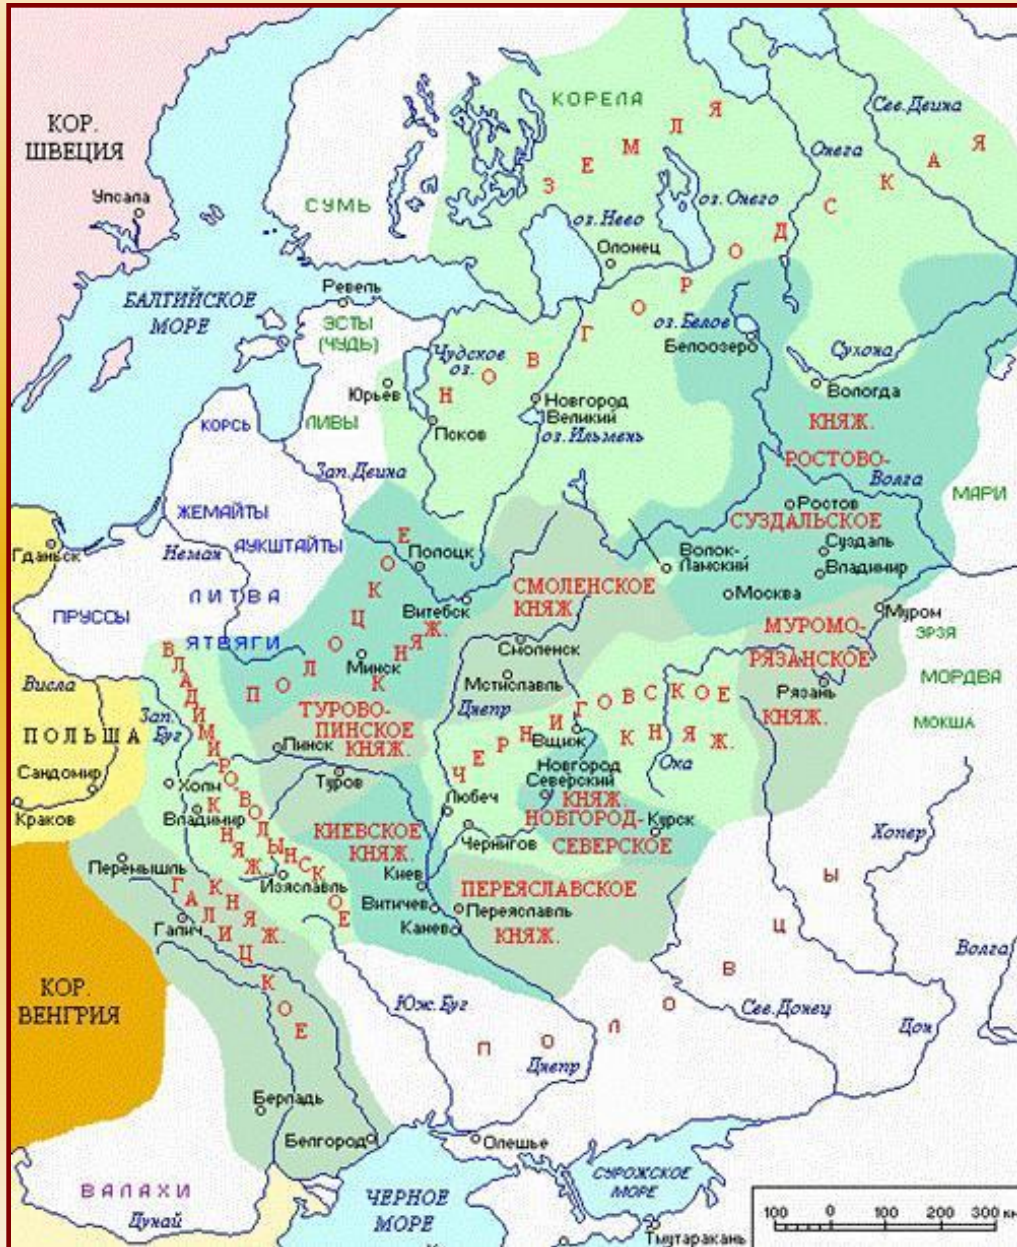 КОРЕЛА
Сев. Двина
КОР.
ШВЕЦИЯ
Онега
Упсала
СУМЬ
оз. Нево
оз. Онего
Олонец
НОВГОРОДСКАЯ
ЗЕМЛЯ
БАЛТИЙСКОЕ
МОРЕ
Ревель
ЭСТЫ
(ЧУДЬ)
Чудское
оз.
оз. Белое
Белоозеро
Сухона
Вологда
Юрьев
Новгород
Великий
КОРСЬ
ЛИВЫ
Псков
оз. Ильмень
КНЯЖ.
РОСТОВО-
СУЗДАЛЬСКОЕ
Зап. Двина
Волга
МАРИ
Ростов
ЖЕМАЙТЫ
Гданьск
Неман
АУКШТАЙТЫ
Полоцк
Волок-
Ламский
Суздаль
Владимир
ЛИТВА
СМОЛЕНСКОЕ
КНЯЖ.
Москва
ПРУССЫ
Витебск
Муром
ЯТВЯГИ
ПОЛОЦКОЕ
КНЯЖ.
Минск
Смоленск
МУРОМО-
РЯЗАНСКОЕ
КНЯЖ.
ЭРЗЯ
Мстиславль
Рязань
МОРДВА
Висла
Зап.
Буг
ТУРОВО-
ПИНСКОЕ
КНЯЖ.
Днепр
ЧЕРНИГОВСКОЕ
КНЯЖ.
МОКША
ПОЛЬША
Пинск
Вщиж
Ока
Сандомир
Холм
Туров
Новгород
Северский
Краков
Владимир
ВЛАДИМИРО-ВОЛЫНСКОЕ
КНЯЖ.
Любеч
КНЯЖ.
НОВГОРОД-
СЕВЕРСКОЕ
Курск
Хопер
КИЕВСКОЕ
КНЯЖ.
Чернигов
Перемышль
Изяславль
Киев
ПЕРЕЯСЛАВСКОЕ
КНЯЖ.
Витичев
Переяславль
Галич
ГАЛИЦКОЕ
КНЯЖ.
Канев
Волга
КОР.
ВЕНГРИЯ
Юж. Буг
Сев. Донец
Дон
ПОЛОВЦЫ
Днепр
Берладь
Белгород
Олешье
ВАЛАХИ
Дунай
ЧЕРНОЕ
МОРЕ
СУРОЖСКОЕ
МОРЕ
Тмутаракань
100 0 100 200 300 км